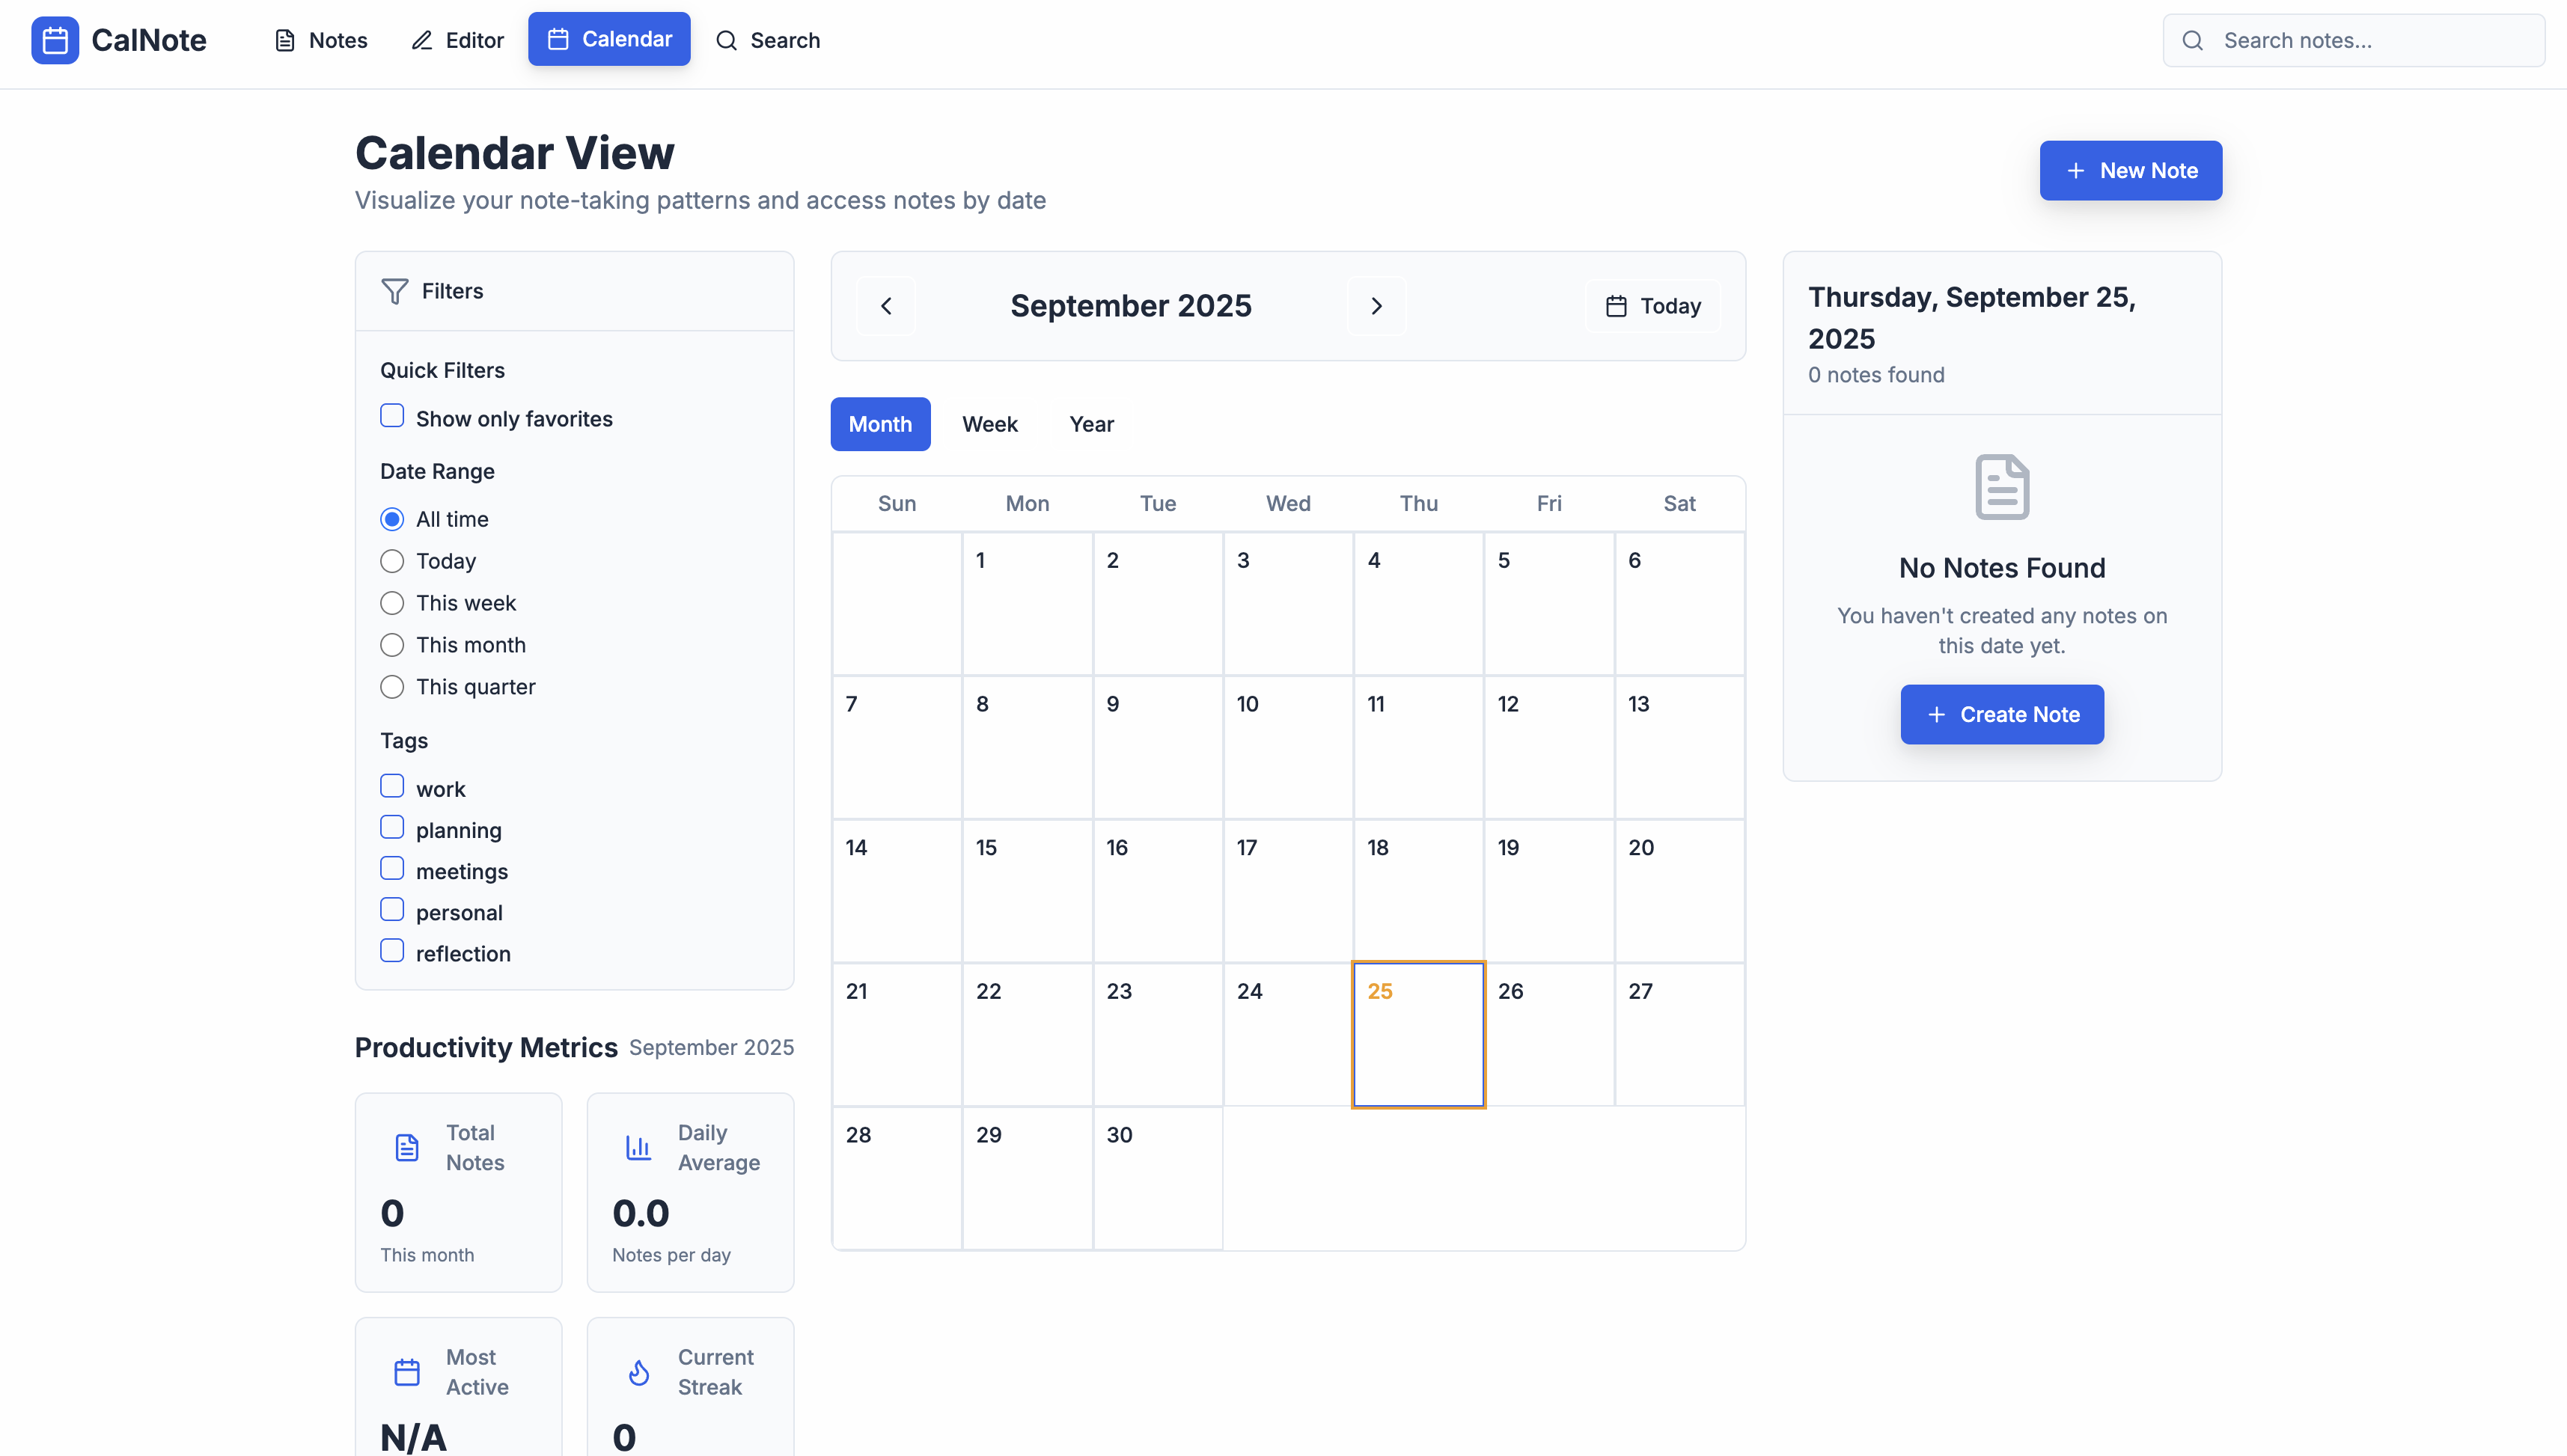 CalNote
Notes
Editor
Calendar
Search
Search notes...
Calendar View
Visualize your note-taking patterns and access notes by date
New Note
Filters
Quick Filters
Show only favorites
Date Range
All time
Today
This week
This month
This quarter
Tags
work
planning
meetings
personal
reflection
Productivity Metrics September 2025
Total
Notes
0
This month
Daily
Average
0.0
Notes per day
Most
Active
N/A
Current
Streak
0
September 2025
Today
Month Week Year
Sun Mon Tue Wed Thu Fri Sat
1 2 3 4 5 6
7 8 9 10 11 12 13
14 15 16 17 18 19 20
21 22 23 24 25 26 27
28 29 30
Thursday, September 25,
2025
0 notes found
No Notes Found
You haven't created any notes on
this date yet.
Create Note